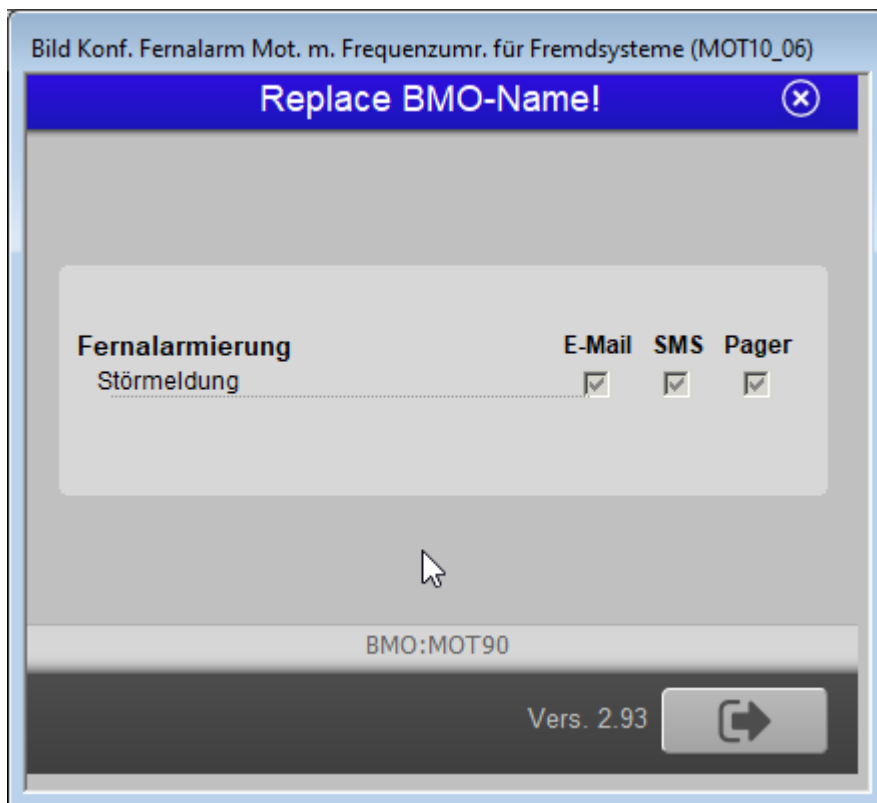 Bild Konf. Fernalarm Mot. m. Frequenzumr. für Fremdsysteme (MOT10_06)
Replace BMO-Name!
Fernalarmierung E-Mail SMS Pager
Störmeldung
BMO:MOT90
Vers. 2.93